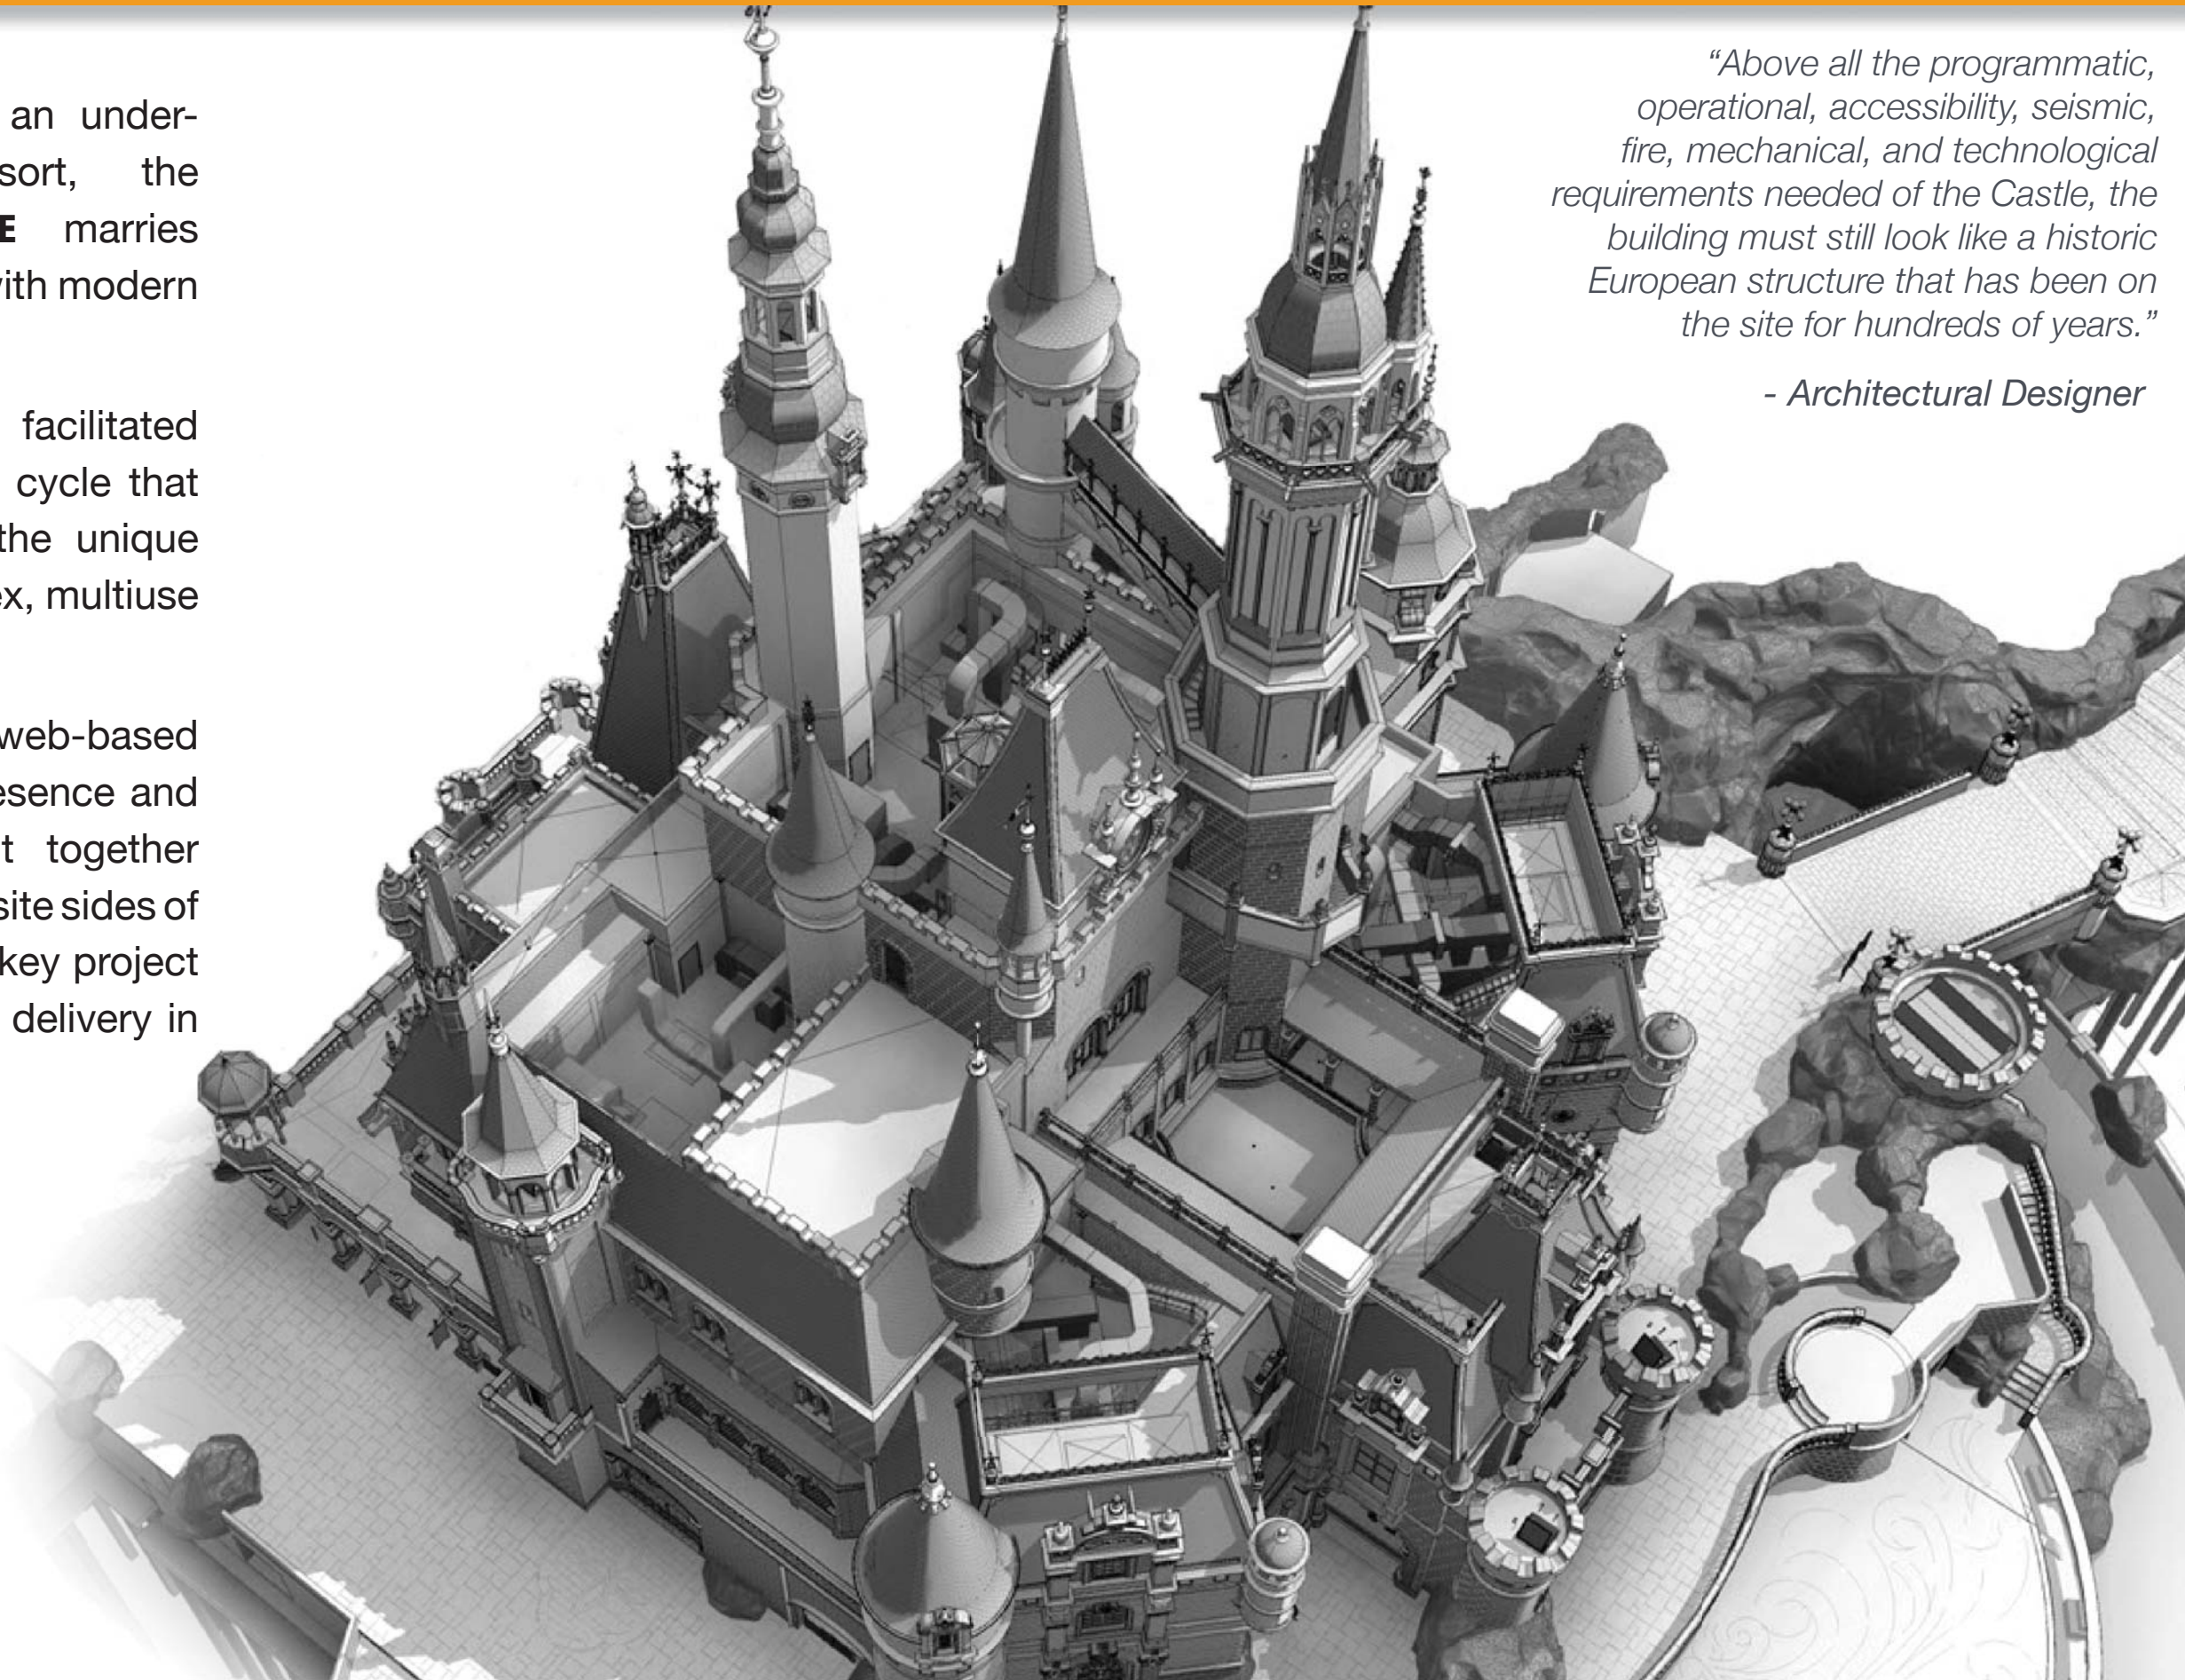 an under-
sort, the
E marries
with modern
facilitated
cycle that
the unique
ex, multiuse
web-based
esence and
t together
site sides of
key project
delivery in
“Above all the programmatic,
operational, accessibility, seismic,
fire, mechanical, and technological
requirements needed of the Castle, the
building must still look like a historic
European structure that has been on
the site for hundreds of years.”
- Architectural Designer